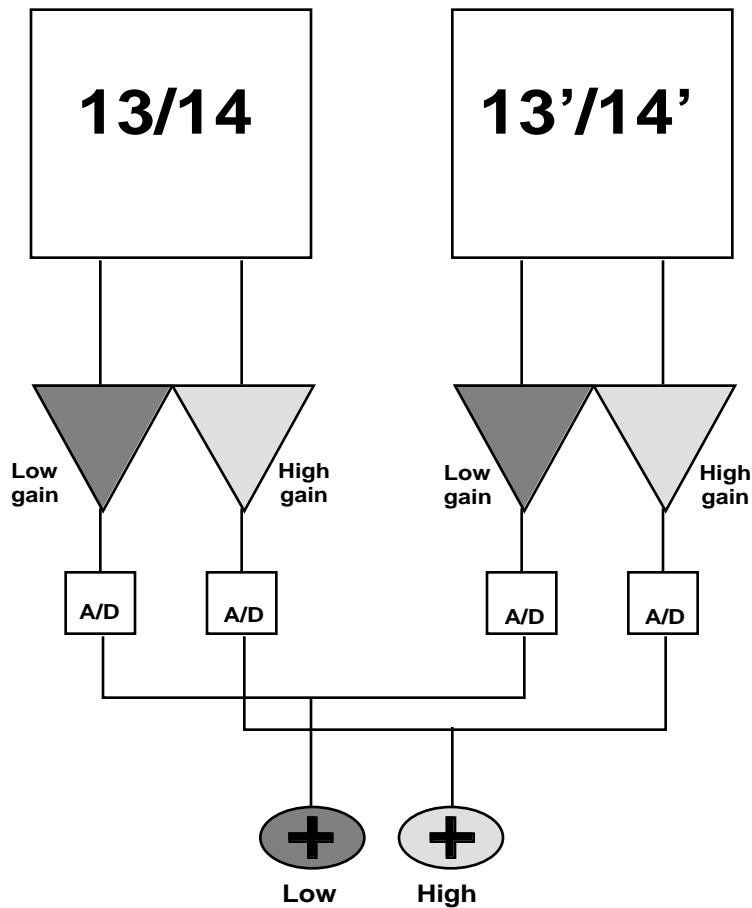 13/14
13’/14’
Low
gain
High
gain
Low
gain
High
gain
A/D
A/D
A/D
A/D
+
+
Low
High